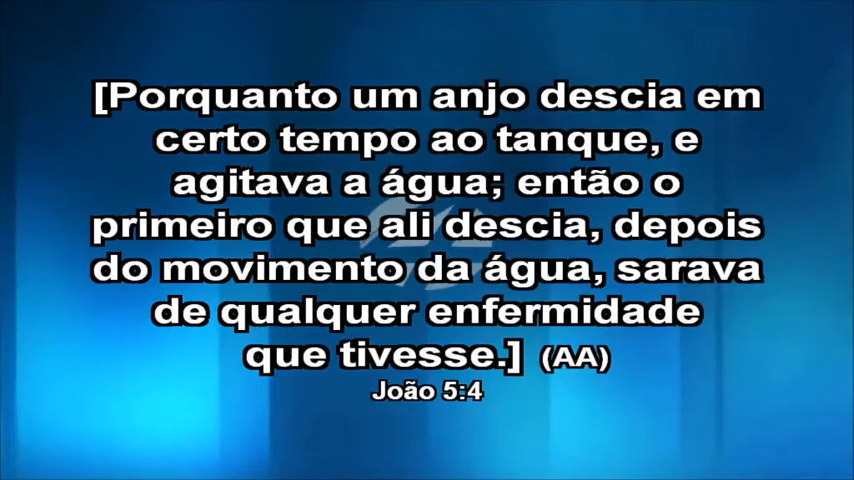 [Porquanto um anjo descia em
certo tempo ao tanque, e
agitava a água; então o
primeiro que ali descia, depois
do movimento da água, sarava
de qualquer enfermidade
que tivesse.] (AA)
João 5:4